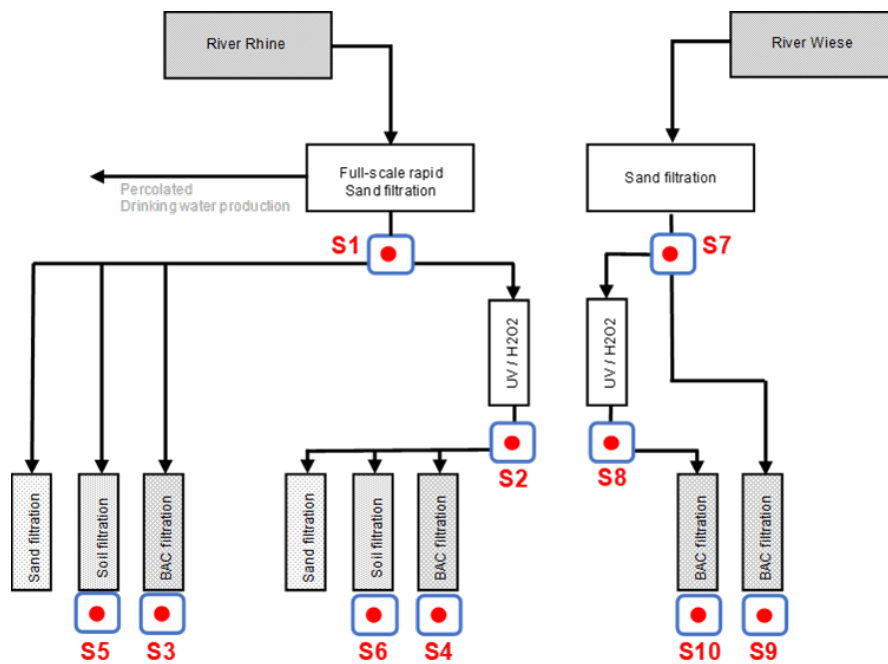 River Rhine
River Wiese
Full-scale rapid
Sand filtration
Sand filtration
Percolated
Drinking water production
S1
S7
UV / H2O2
UV / H2O2
S2
S8
Sand filtration
Soil filtration
BAC filtration
Sand filtration
Soil filtration
BAC filtration
BAC filtration
BAC filtration
S5
S3
S6
S4
S10
S9